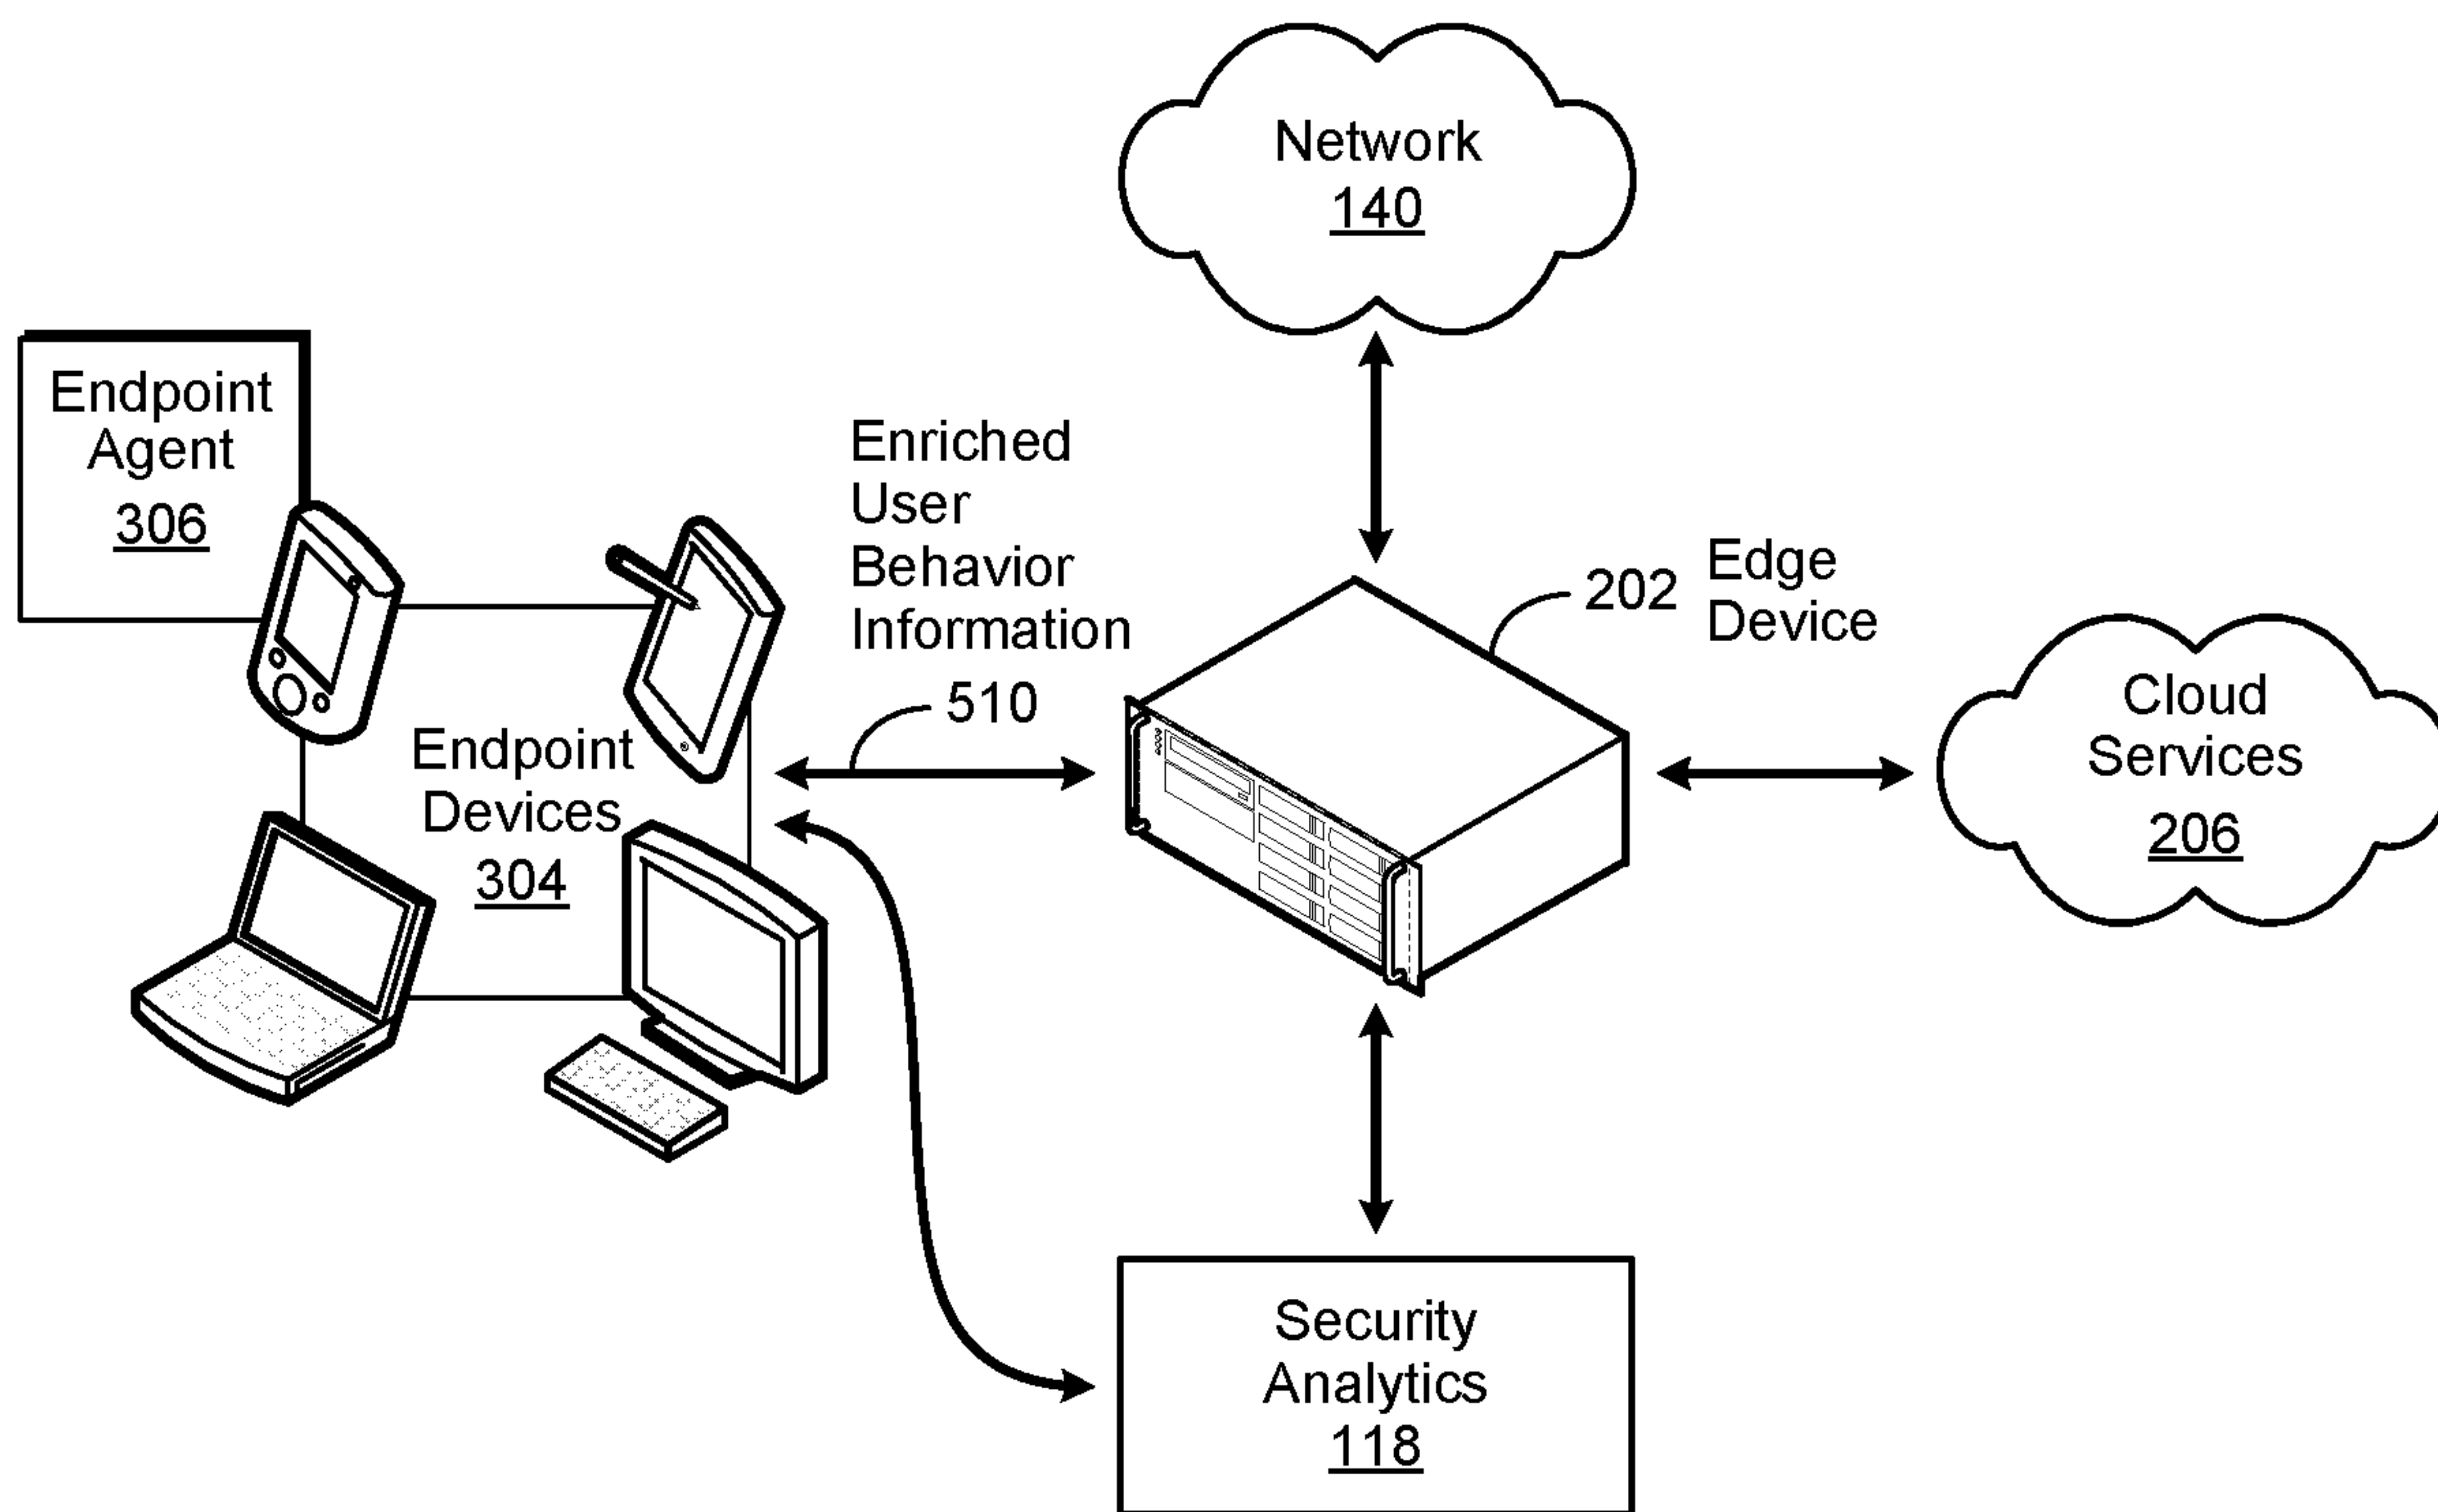 Network
140
Endpoint
Agent
306
Enriched
User
Behavior
Information
510
202
Edge
Device
Cloud
Services
206
Endpoint
Devices
304
Security
Analytics
118